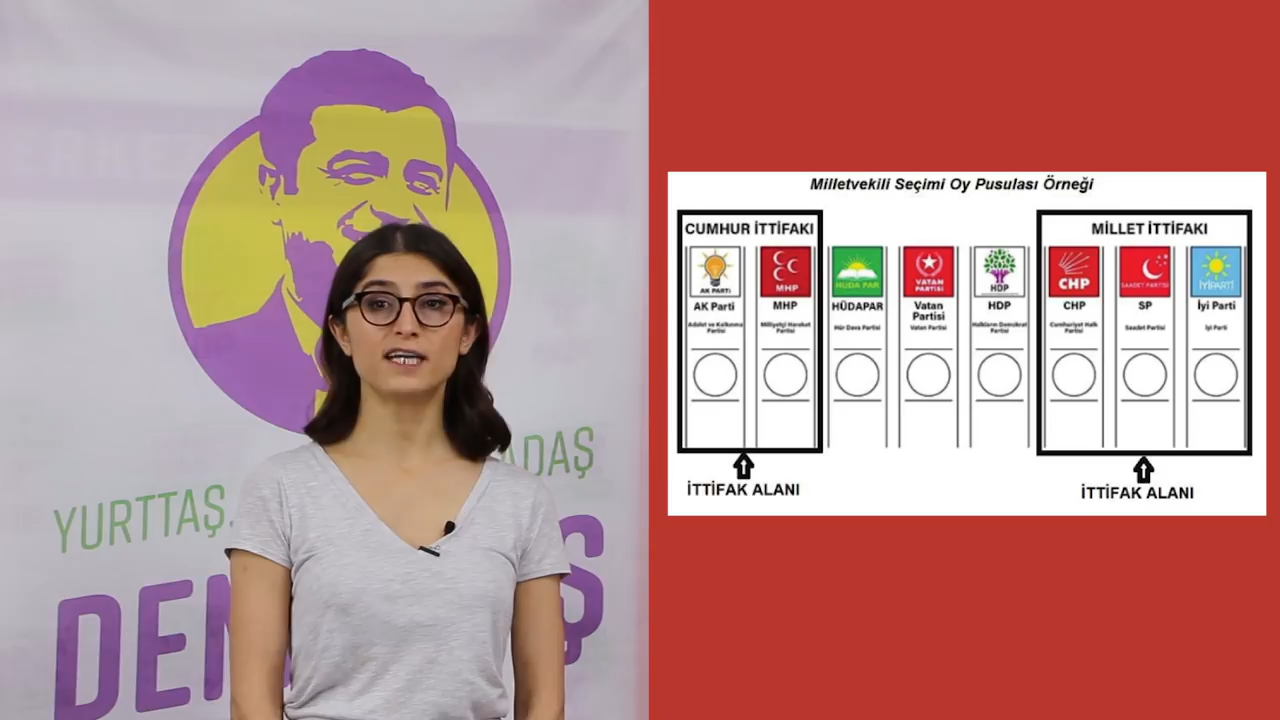 YURTTAŞ,
DAŞ
DE
Ş
Milletvekili Seçimi Oy Pusulası Örneği
CUMHUR İTTİFAKI
MİLLET İTTİFAKI
AK PARTİ
MHP
HÜDA PAR
VATAN PARTİSİ
HDP
CHP
SAADET PARTİSİ
İYİ PARTİ
AK Parti
MHP
HÜDAPAR
Vatan Partisi
HDP
CHP
SP
İyi Parti
Adalet ve Kalkınma Partisi
Milliyetçi Hareket Partisi
Hür Dava Partisi
Vatan Partisi
Halkların Demokrat Partisi
Cumhuriyet Halk Partisi
Saadet Partisi
İyi Parti
İTTİFAK ALANI
İTTİFAK ALANI